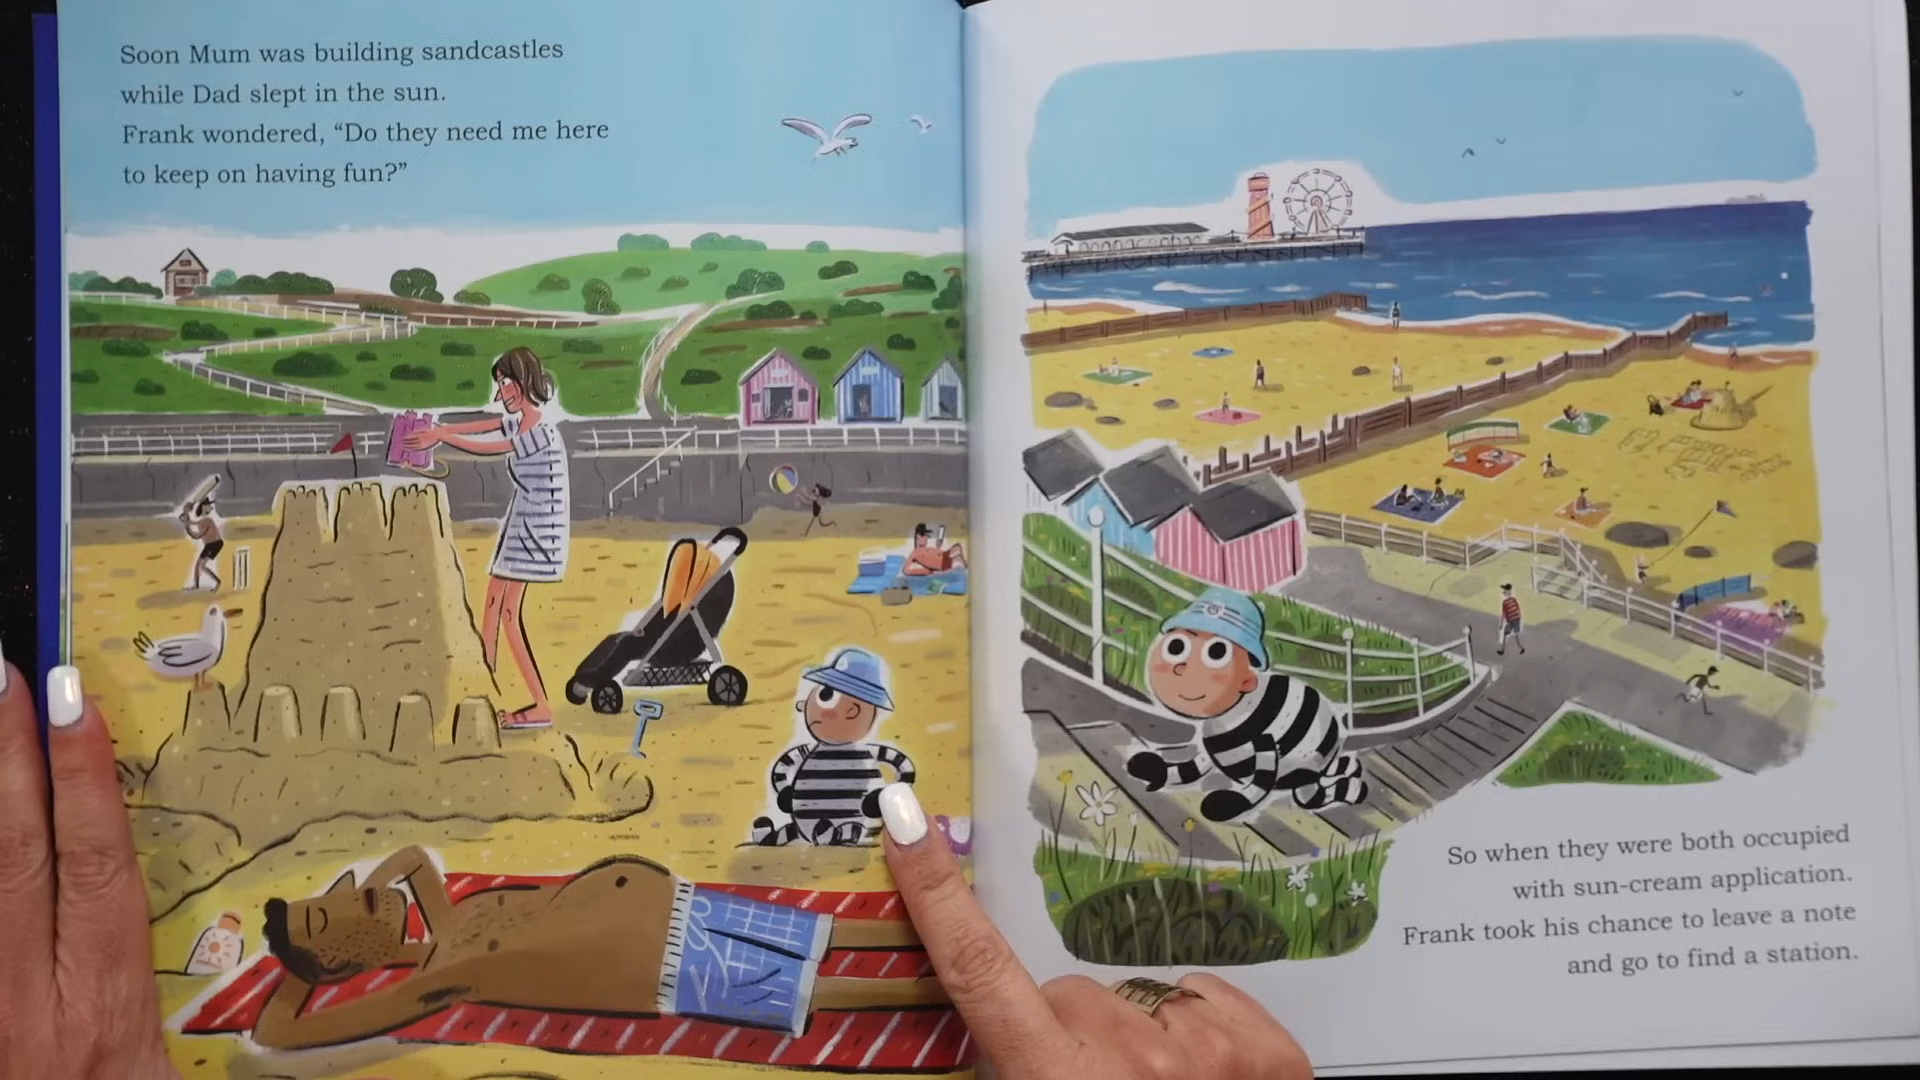 Soon Mum was building sandcastles
while Dad slept in the sun.
Frank wondered, “Do they need me here
to keep on having fun?”
So when they were both occupied
with sun-cream application.
Frank took his chance to leave a note
and go to find a station.